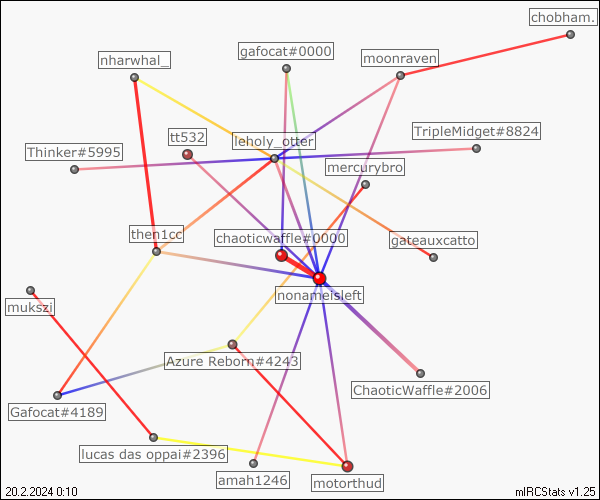 chobham.
gafocat#0000
nharwhal_
moonraven
tt532
leholy_otter
TripleMidget#8824
Thinker#5995
mercurybro
then1cc
chaoticwaffle#0000
gateauxcatto
nonameisleft
mukszi
Azure Reborn#4243
ChaoticWaffle#2006
Gafocat#4189
lucas das oppai#2396
amah1246
motorthud
20.2.2024 0:10
mIRCStats v1.25